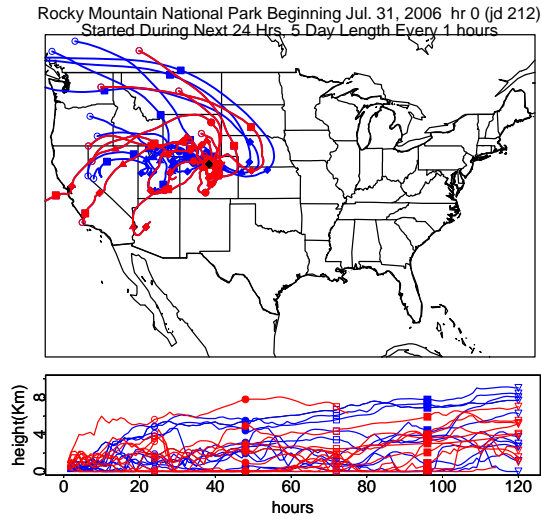 Rocky Mountain National Park Beginning Jul. 31, 2006 hr 0 (jd 212)
Started During Next 24 Hrs, 5 Day Length Every 1 hours
height(Km)
8
4
0
0 20 40 60 80 100 120
hours